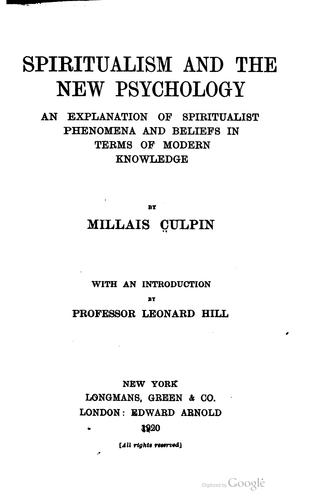 SPIRITUALISM AND THE
NEW PSYCHOLOGY
AN EXPLANATION OF SPIRITUALIST
PHENOMENA AND BELIEFS IN
TERMS OF MODERN
KNOWLEDGE
BY
MILLAIS CULPIN
WITH AN INTRODUCTION
BY
PROFESSOR LEONARD HILL
NEW YORK
LONGMANS, GREEN & CO.
LONDON: EDWARD ARNOLD
1920
[All rights reserved]
Digitized by Google